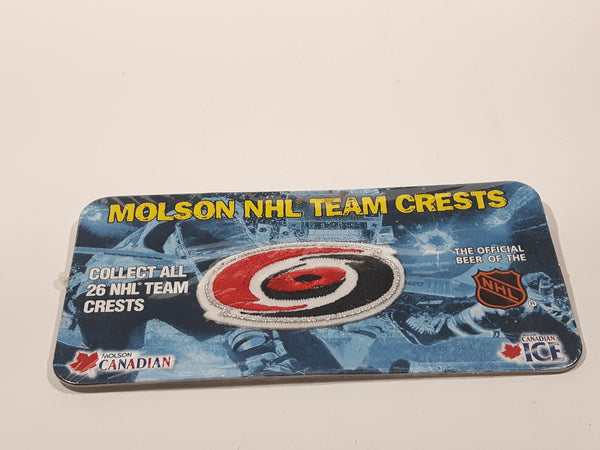 MOLSON NHL TEAM CRESTS
COLLECT ALL
26 NHL TEAM
CRESTS
THE OFFICIAL
BEER OF THE
NHL
MOLSON
CANADIAN
CANADIAN
ICE